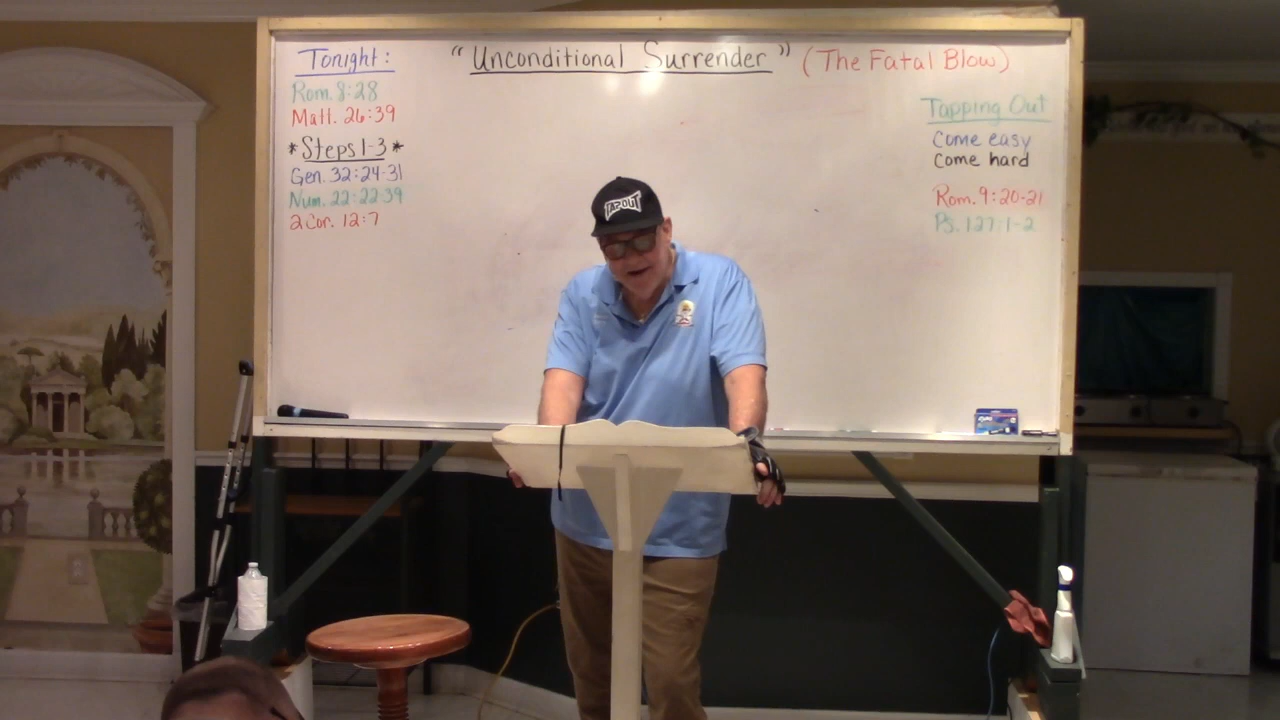 Tonight:
Rom. 8:28
Matt. 26:39
*Steps 1-3*
Gen. 32:24-31
Num. 22:22-39
2 Cor. 12:7
"Unconditional Surrender" (The Fatal Blow)
Tapping Out
Come easy
Come hard
Rom. 9:20-21
Ps. 127:1-2
TAPOUT
EXPO